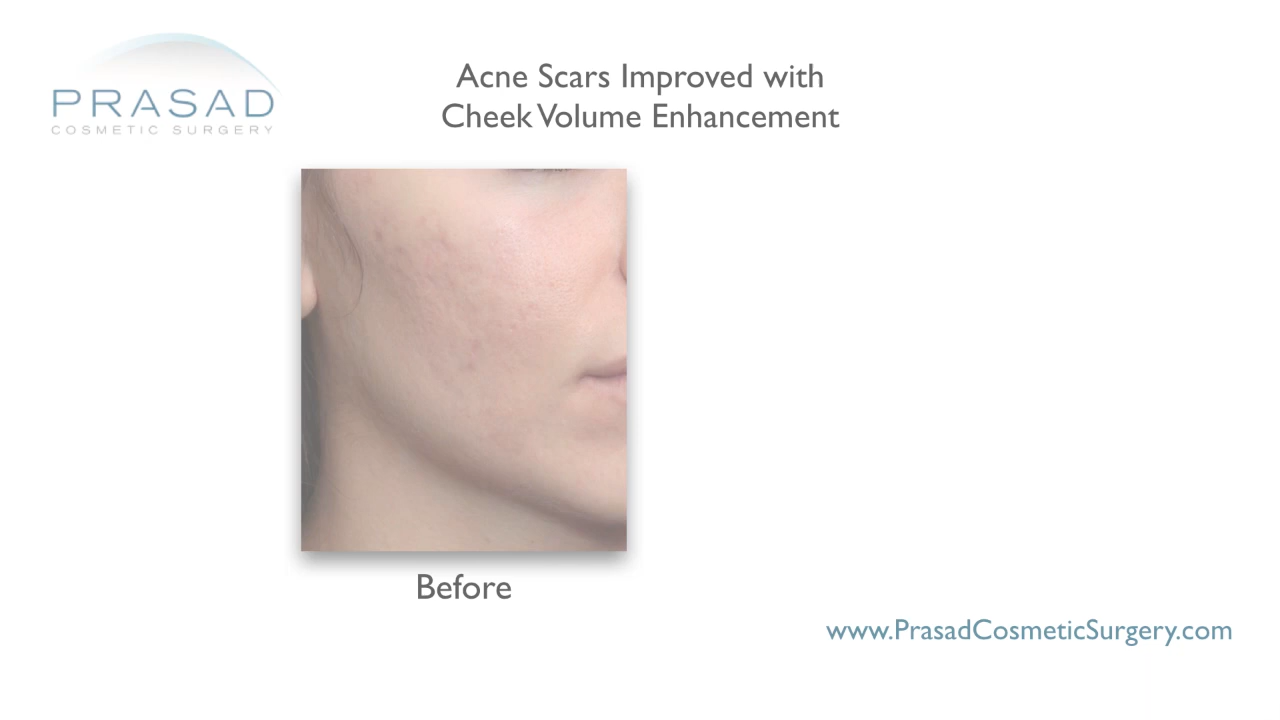 PRASAD
COSMETIC SURGERY
Acne Scars Improved with
Cheek Volume Enhancement
Before
www.PrasadCosmeticSurgery.com